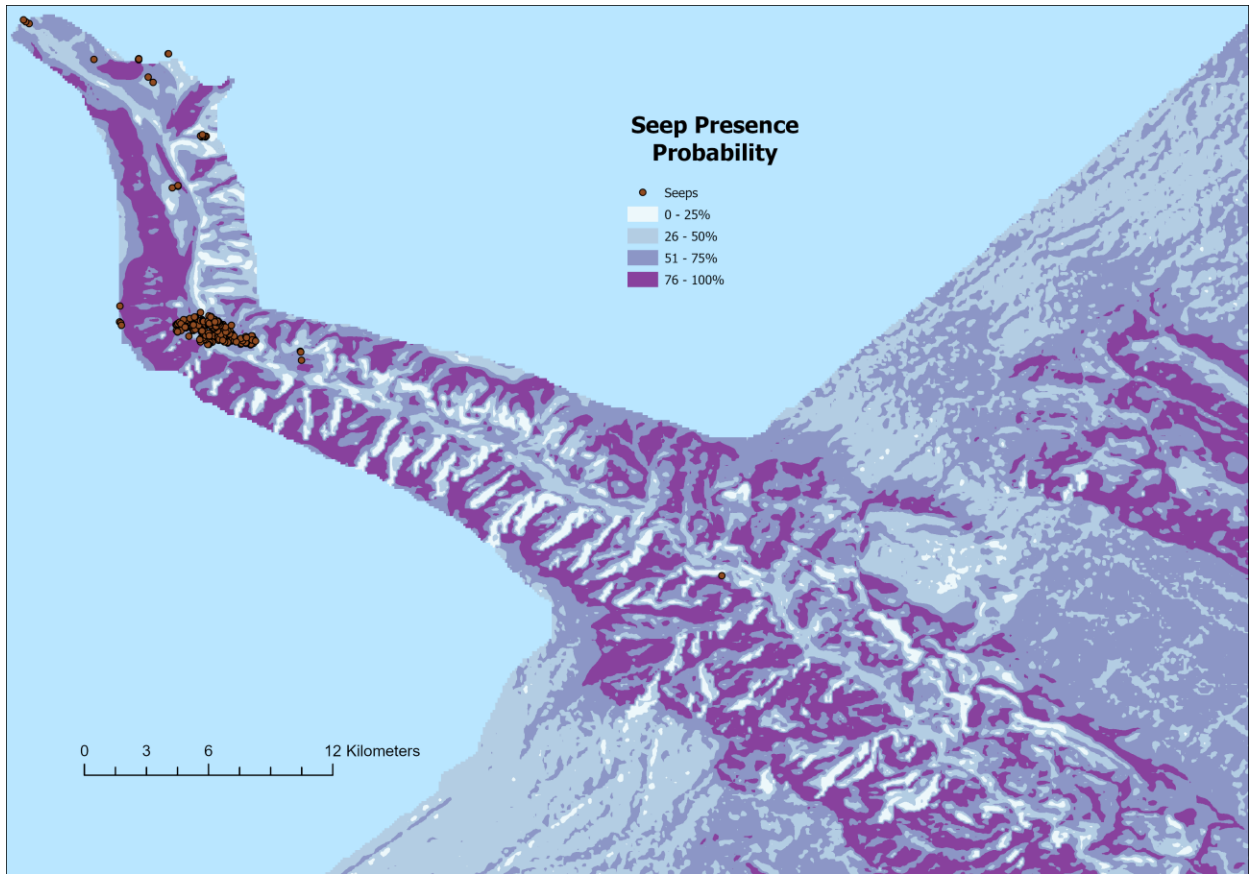 Seep Presence
Probability
Seeps
0 - 25%
26 - 50%
51 - 75%
76 - 100%
0 3 6 12 Kilometers